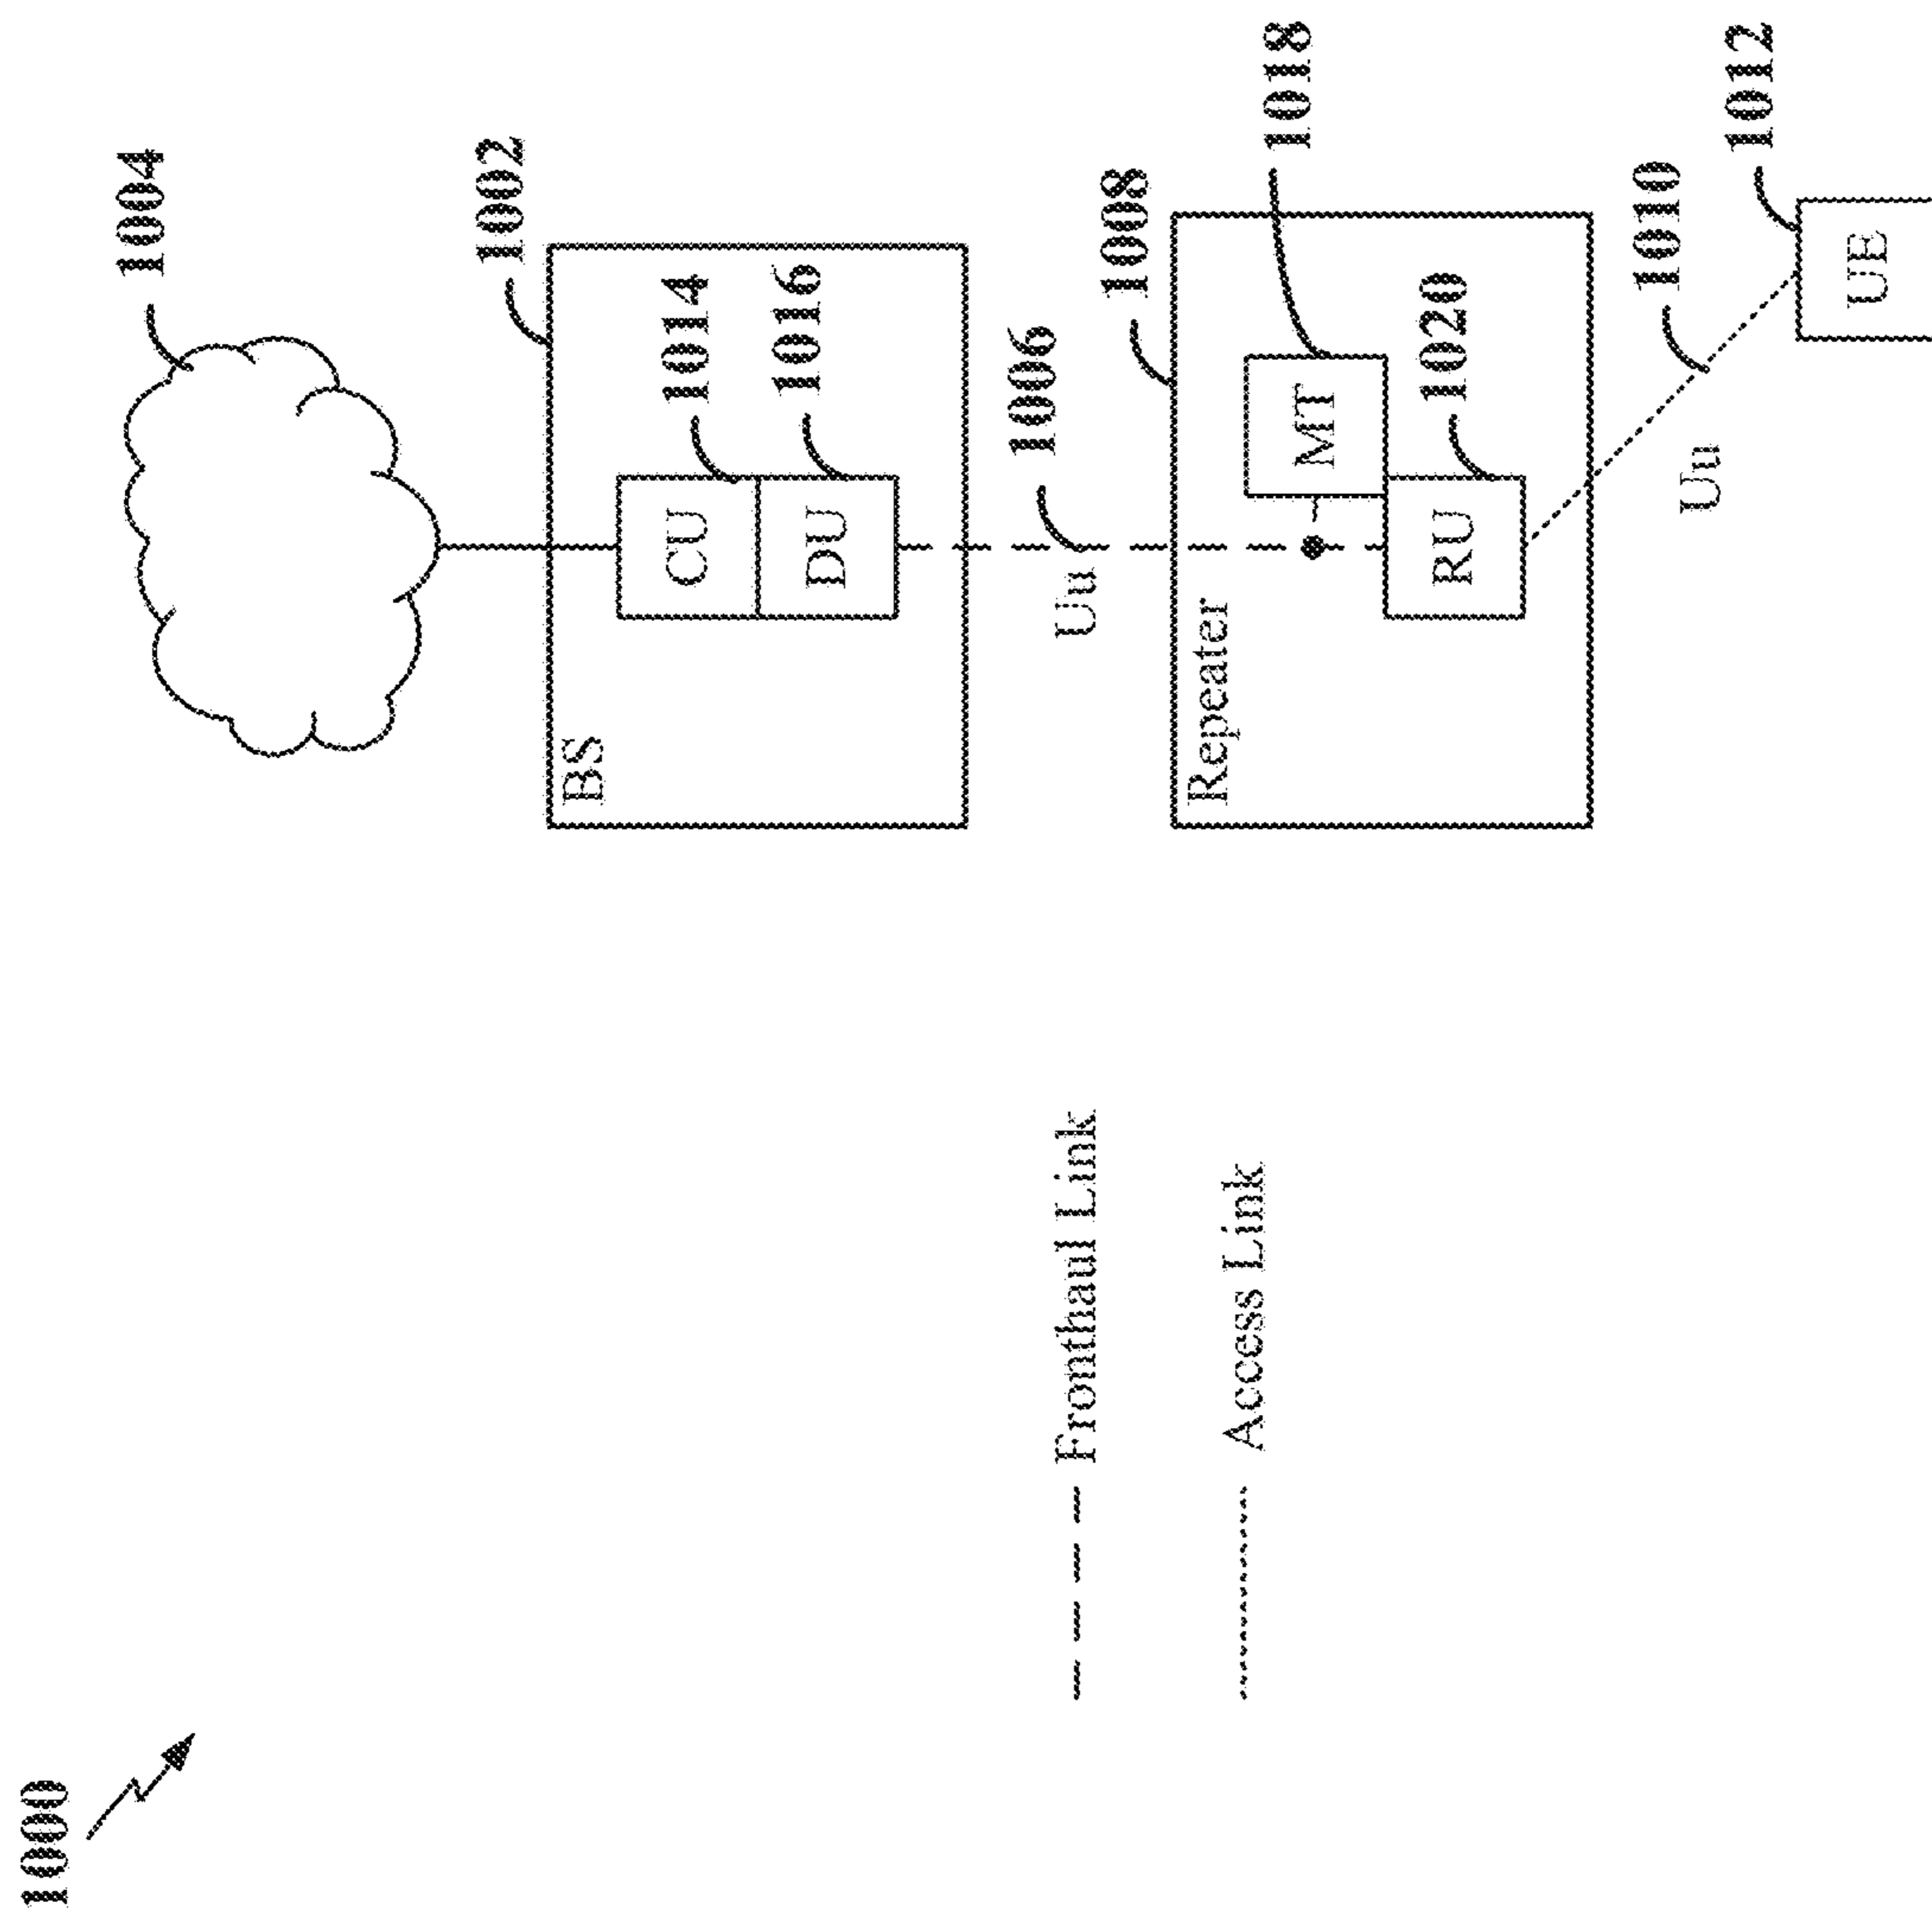 1000
1004
1002
BS
CU
1014
DU
1016
1006
Uu
Fronthaul Link
Access Link
Repeater
1008
MT
1018
RU
1020
1010
Uu
UE
1012